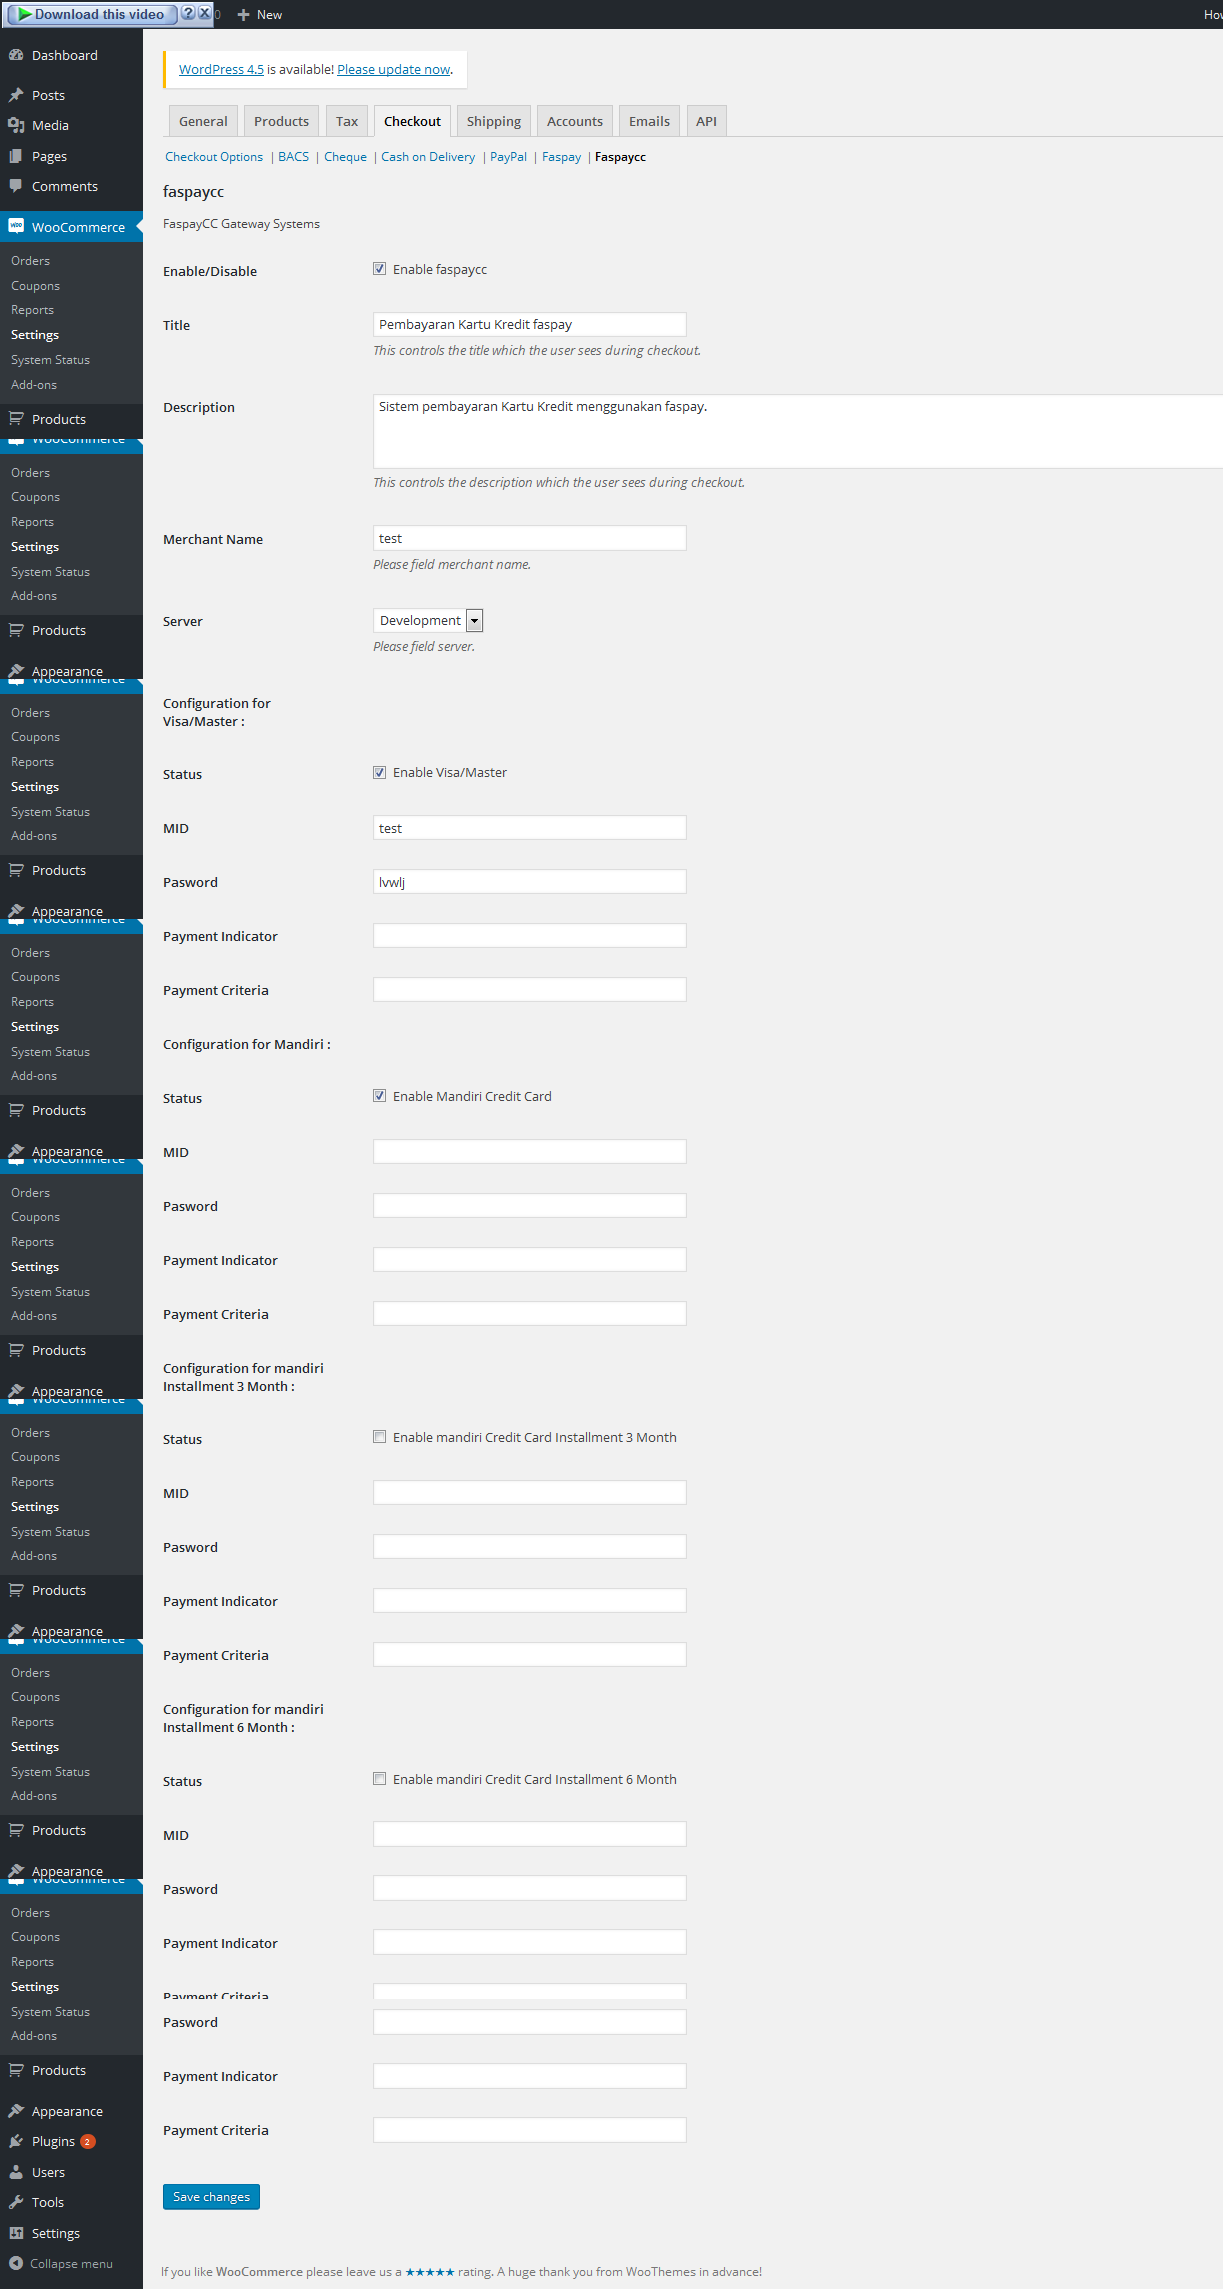 Download this video
? X 0 New
How
Dashboard
Posts
Media
Pages
Comments
WooCommerce
Orders
Coupons
Reports
Settings
System Status
Add-ons
Products
WooCommerce
Orders
Coupons
Reports
Settings
System Status
Add-ons
Products
Appearance
WooCommerce
Orders
Coupons
Reports
Settings
System Status
Add-ons
Products
Appearance
WooCommerce
Orders
Coupons
Reports
Settings
System Status
Add-ons
Products
Appearance
WooCommerce
Orders
Coupons
Reports
Settings
System Status
Add-ons
Products
Appearance
WooCommerce
Orders
Coupons
Reports
Settings
System Status
Add-ons
Products
Appearance
WooCommerce
Orders
Coupons
Reports
Settings
System Status
Add-ons
Products
Appearance
WooCommerce
Orders
Coupons
Reports
Settings
System Status
Add-ons
Products
Appearance
Plugins 2
Users
Tools
Settings
Collapse menu
WordPress 4.5 is available! Please update now.
General Products Tax Checkout Shipping Accounts Emails API
Checkout Options | BACS | Cheque | Cash on Delivery | PayPal | Faspay | Faspaycc
faspaycc
FaspayCC Gateway Systems
Enable/Disable Enable faspaycc
Title Pembayaran Kartu Kredit faspay
This controls the title which the user sees during checkout.
Description Sistem pembayaran Kartu Kredit menggunakan faspay.
This controls the description which the user sees during checkout.
Merchant Name test
Please field merchant name.
Server Development
Please field server.
Configuration for
Visa/Master :
Status Enable Visa/Master
MID test
Pasword lvwlj
Payment Indicator
Payment Criteria
Configuration for Mandiri :
Status Enable Mandiri Credit Card
MID
Pasword
Payment Indicator
Payment Criteria
Configuration for mandiri
Installment 3 Month :
Status Enable mandiri Credit Card Installment 3 Month
MID
Pasword
Payment Indicator
Payment Criteria
Configuration for mandiri
Installment 6 Month :
Status Enable mandiri Credit Card Installment 6 Month
MID
Pasword
Payment Indicator
Payment Criteria
Pasword
Payment Indicator
Payment Criteria
Save changes
If you like WooCommerce please leave us a ★★★★★ rating. A huge thank you from WooThemes in advance!